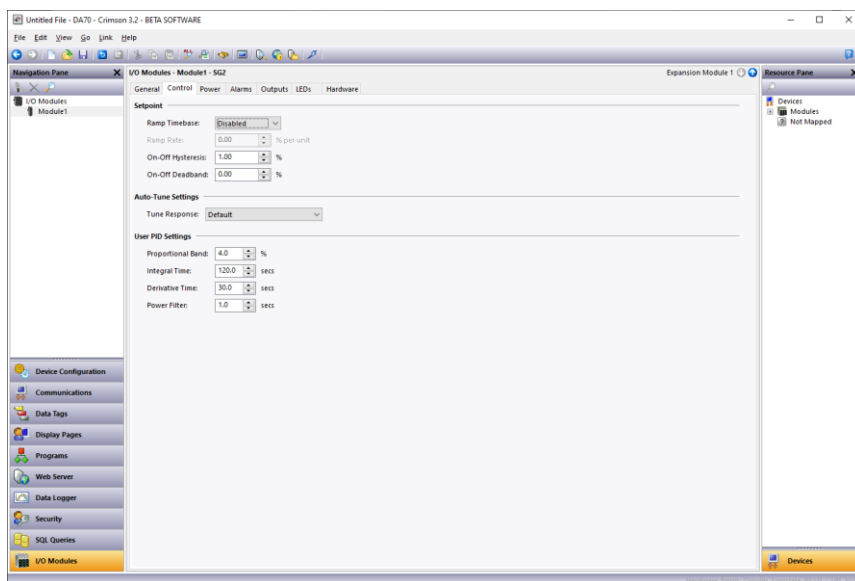 Untitled File - DA70 - Crimson 3.2 - BETA SOFTWARE
File Edit View Go Link Help
Navigation Pane
I/O Modules - Module1 - SG2
Expansion Module 1
Resource Pane
I/O Modules
Module1
General Control Power Alarms Outputs LEDs Hardware
Devices
Modules
Not Mapped
Setpoint
Ramp Timebase: Disabled
Ramp Rate: 0.00 % per unit
On-Off Hysteresis: 1.00 %
On-Off Deadband: 0.00 %
Auto-Tune Settings
Tune Response: Default
User PID Settings
Proportional Band: 4.0 %
Integral Time: 120.0 secs
Derivative Time: 30.0 secs
Power Filter: 1.0 secs
Device Configuration
Communications
Data Tags
Display Pages
Programs
Web Server
Data Logger
Security
SQL Queries
I/O Modules
Devices